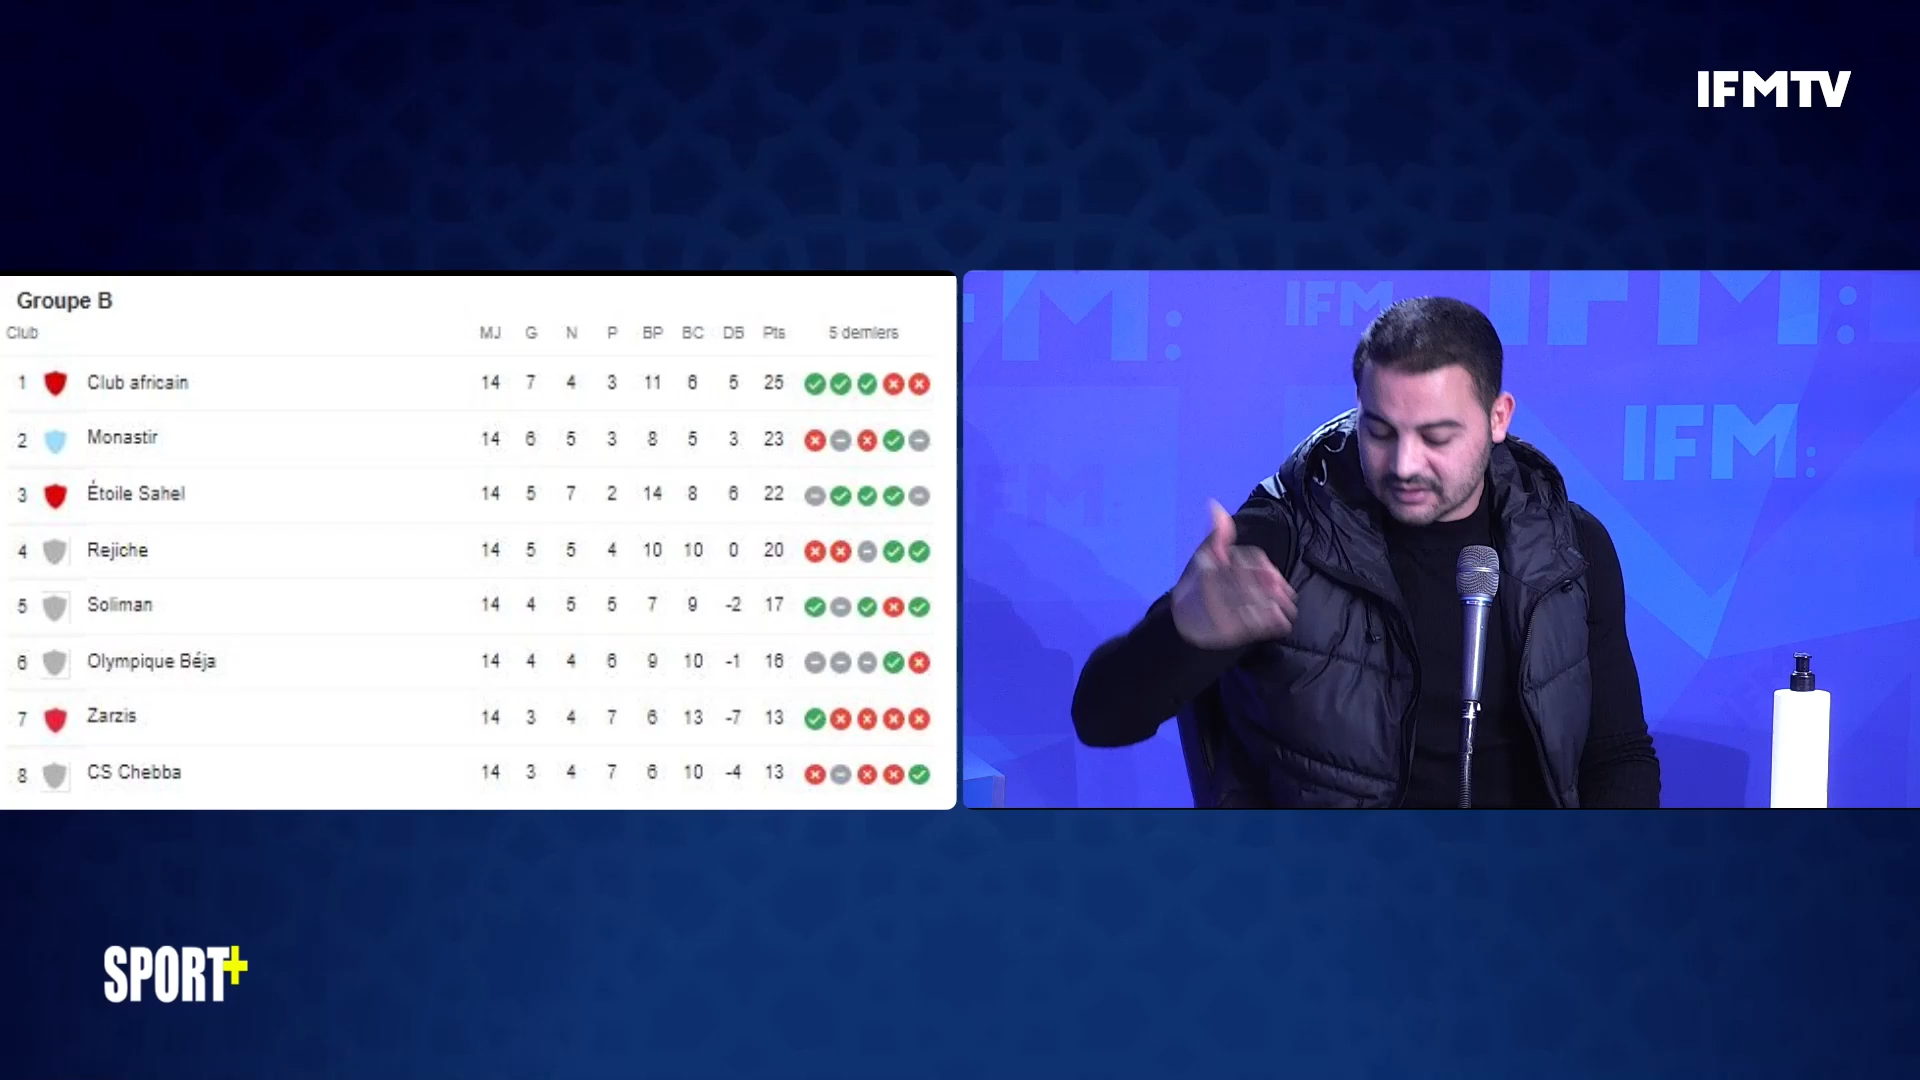 IFMTV
Groupe B
Club MJ G N P BP BC DB Pts 5 derniers
1 Club africain 14 7 4 3 11 6 5 25
2 Monastir 14 6 5 3 8 5 3 23
3 Étoile Sahel 14 5 7 2 14 8 6 22
4 Rejiche 14 5 5 4 10 10 0 20
5 Soliman 14 4 5 5 7 9 -2 17
6 Olympique Béja 14 4 4 6 9 10 -1 16
7 Zarzis 14 3 4 7 6 13 -7 13
8 CS Chebba 14 3 4 7 6 10 -4 13
M:
IFM
IFM:
IFM:
FM:
SPORT+